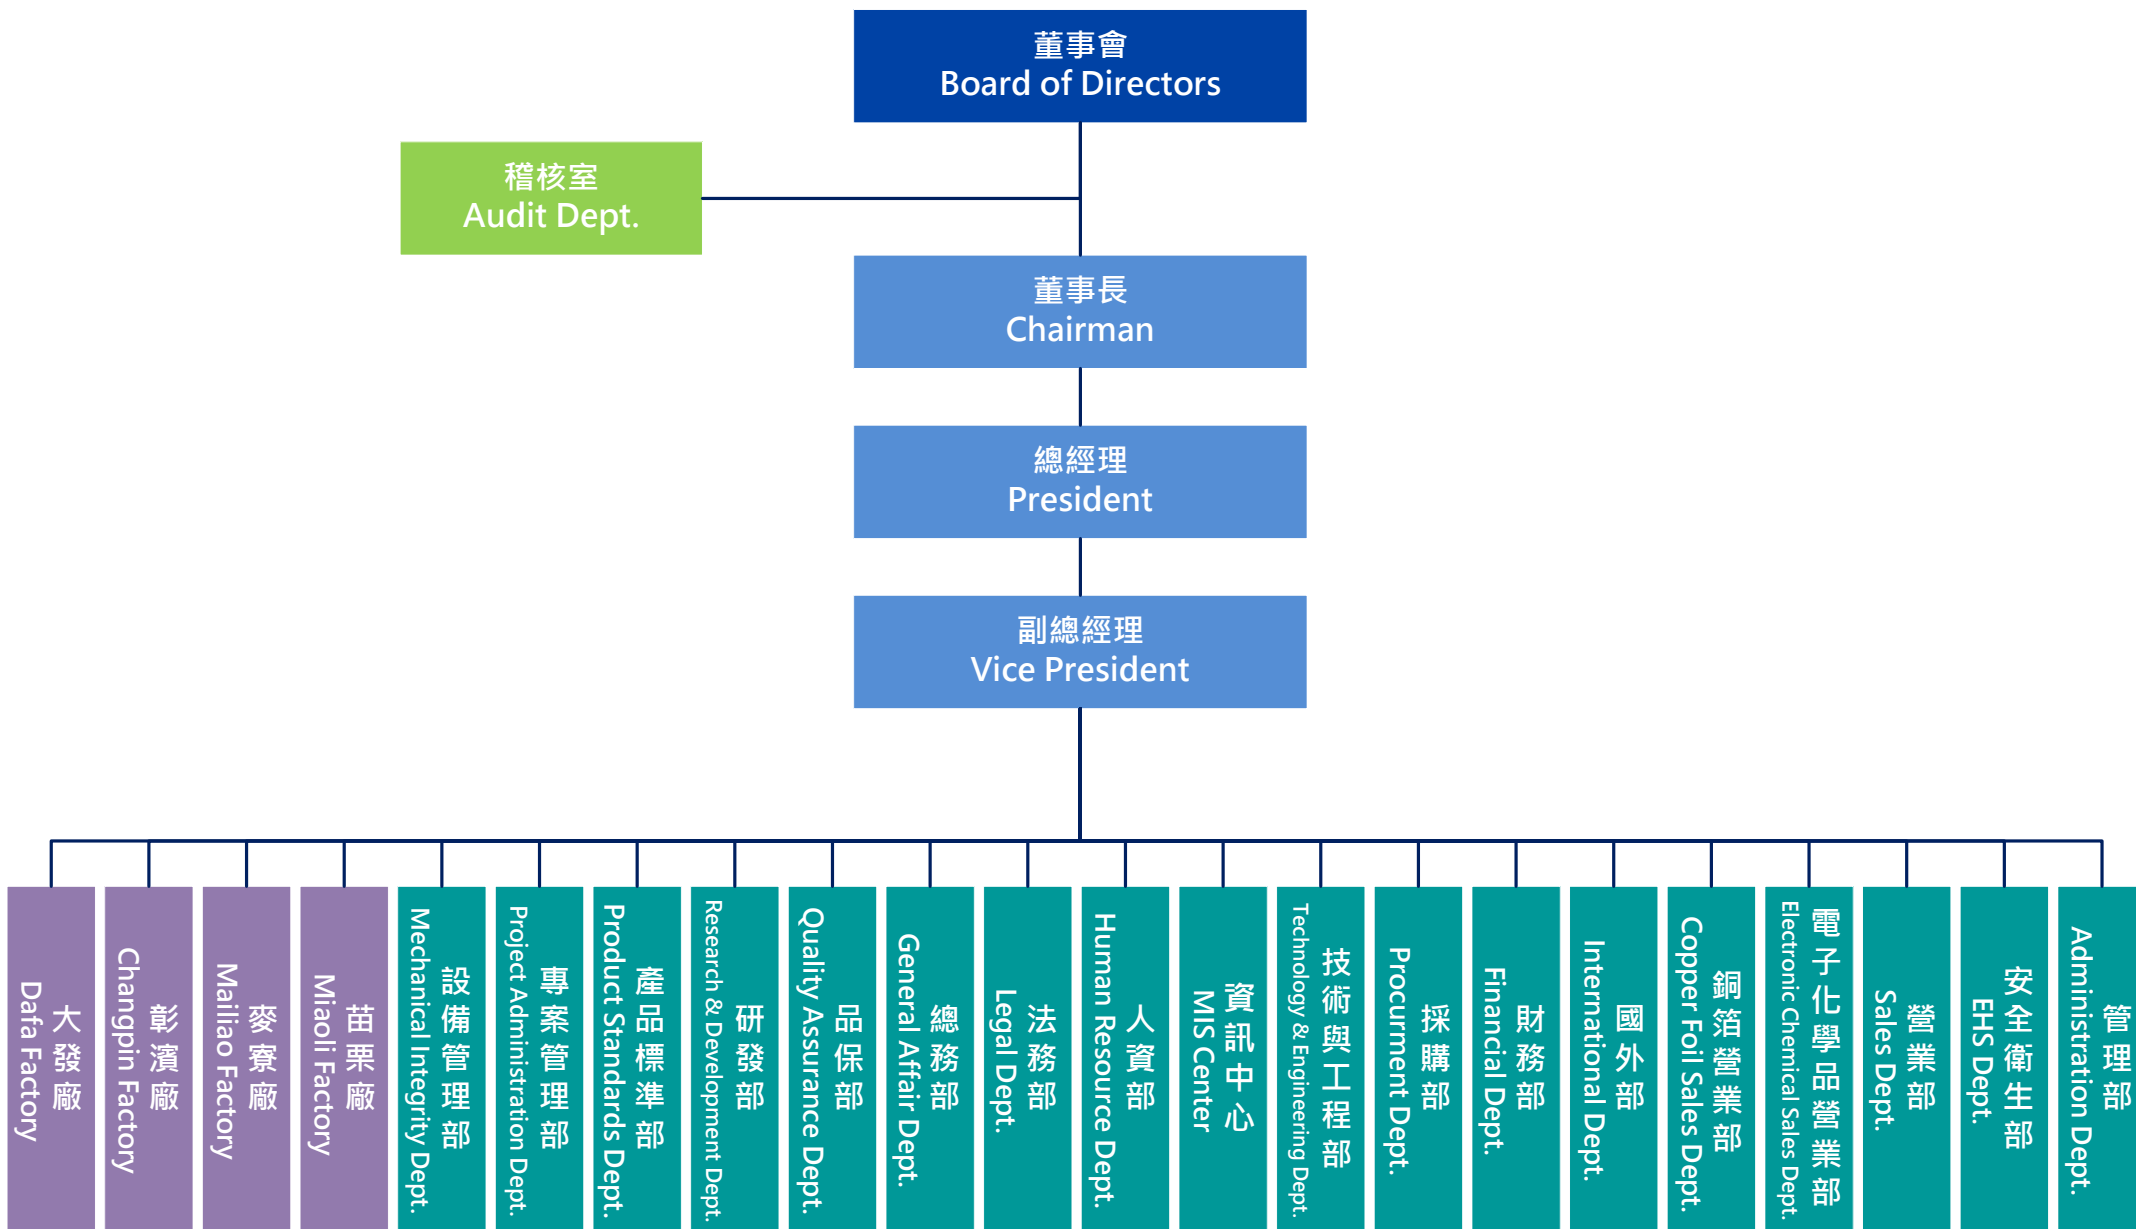 董事會
Board of Directors
稽核室
Audit Dept.
董事長
Chairman
總經理
President
副總經理
Vice President
大發廠
Dafa Factory
彰濱廠
Changpin Factory
麥寮廠
Mailiao Factory
苗栗廠
Miaoli Factory
設備管理部
Mechanical Integrity Dept.
專案管理部
Project Administration Dept.
產品標準部
Product Standards Dept.
研發部
Research & Development Dept.
品保部
Quality Assurance Dept.
總務部
General Affair Dept.
法務部
Legal Dept.
人資部
Human Resource Dept.
資訊中心
MIS Center
技術與工程部
Technology & Engineering Dept.
採購部
Procurment Dept.
財務部
Financial Dept.
國外部
International Dept.
銅箔營業部
Copper Foil Sales Dept.
電子化學品營業部
Electronic Chemical Sales Dept.
營業部
Sales Dept.
安全衛生部
EHS Dept.
管理部
Administration Dept.